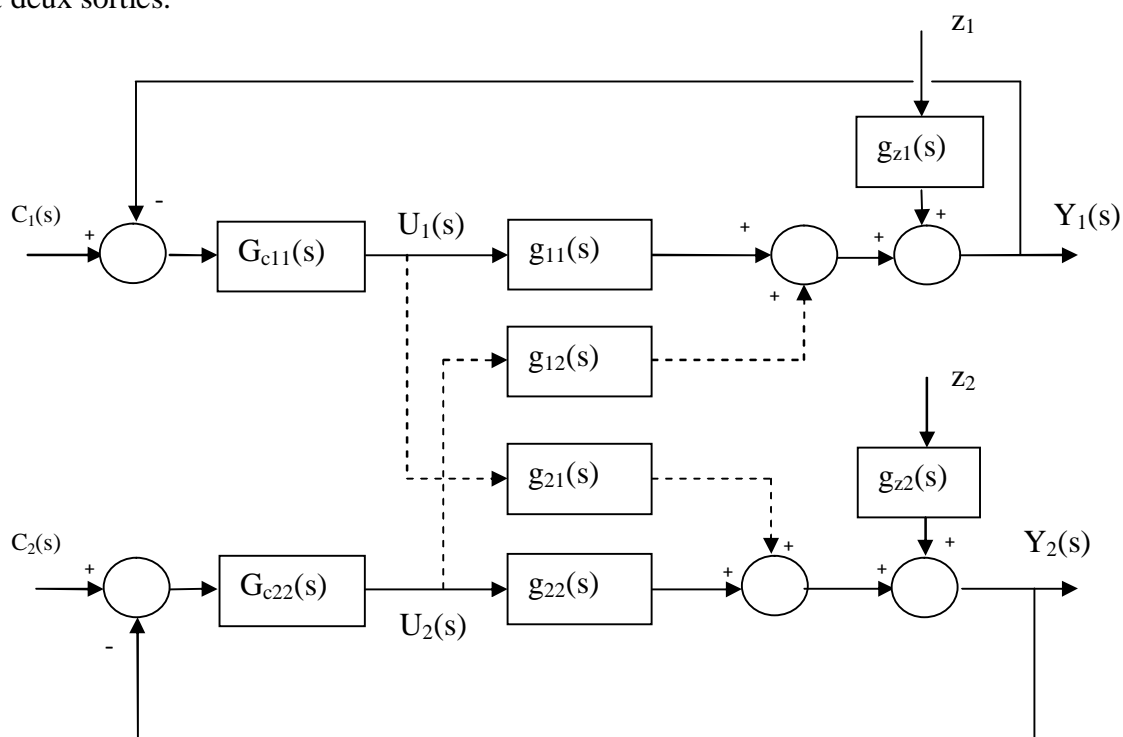 deux sorties.
z1
gz1(s)
C1(s)
-
+
Gc11(s)
U1(s)
g11(s)
+
+
+
+
Y1(s)
g12(s)
z2
g21(s)
gz2(s)
C2(s)
+
-
Gc22(s)
U2(s)
g22(s)
+
+
+
+
Y2(s)